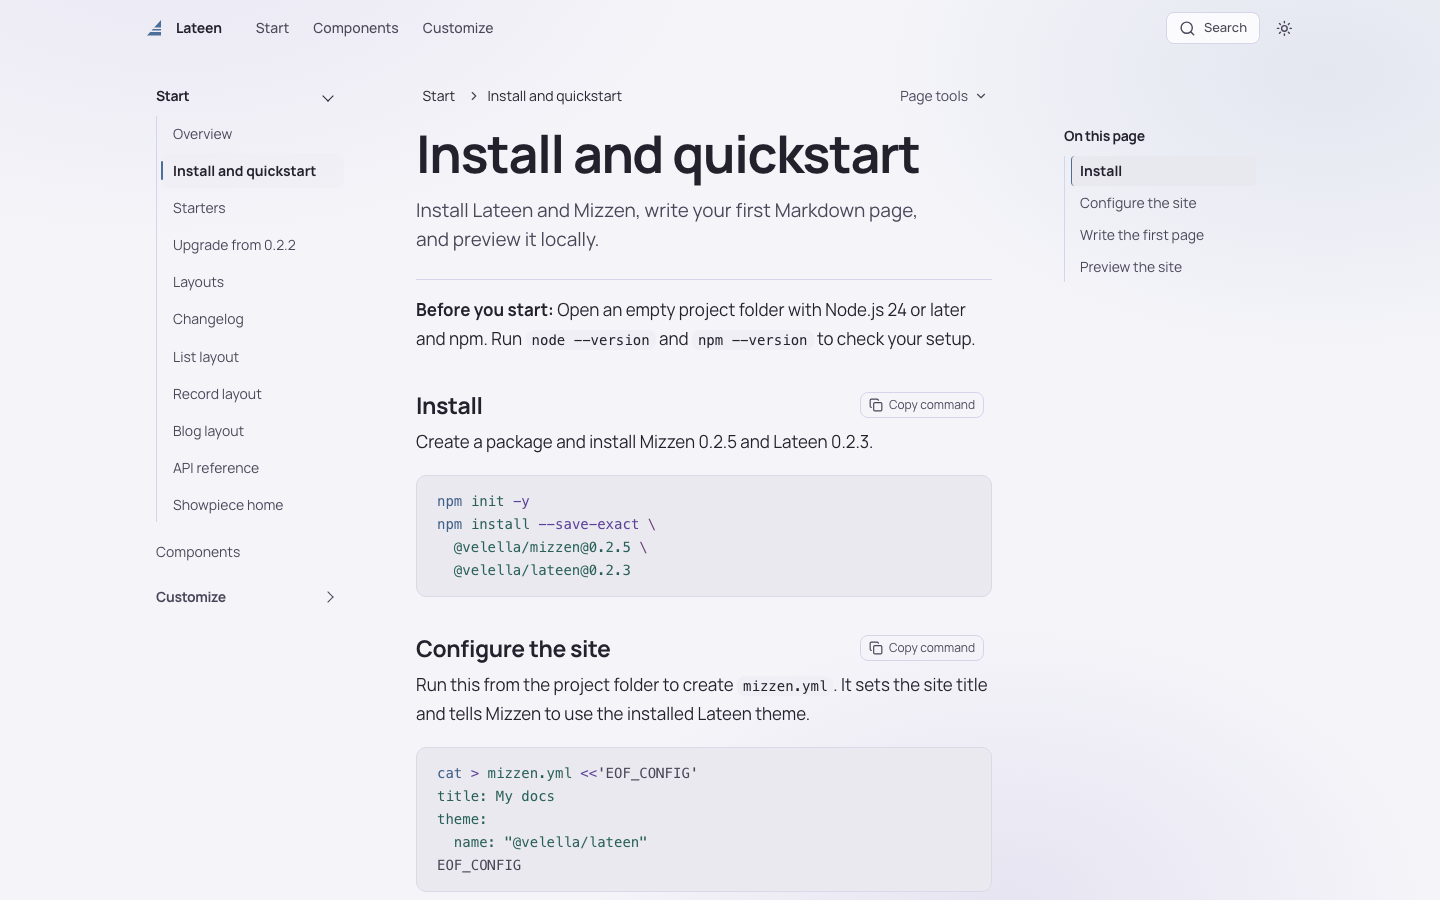 Lateen
Start
Components
Customize
Search
Start
Overview
Install and quickstart
Starters
Upgrade from 0.2.2
Layouts
Changelog
List layout
Record layout
Blog layout
API reference
Showpiece home
Components
Customize
Start > Install and quickstart
Page tools
Install and quickstart
Install Lateen and Mizzen, write your first Markdown page,
and preview it locally.
Before you start: Open an empty project folder with Node.js 24 or later
and npm. Run node --version and npm --version to check your setup.
Install
Copy command
Create a package and install Mizzen 0.2.5 and Lateen 0.2.3.
npm init -y
npm install --save-exact \
  @velella/mizzen@0.2.5 \
  @velella/lateen@0.2.3
Configure the site
Copy command
Run this from the project folder to create mizzen.yml. It sets the site title
and tells Mizzen to use the installed Lateen theme.
cat > mizzen.yml <<'EOF_CONFIG'
title: My docs
theme:
  name: "@velella/lateen"
EOF_CONFIG
On this page
Install
Configure the site
Write the first page
Preview the site